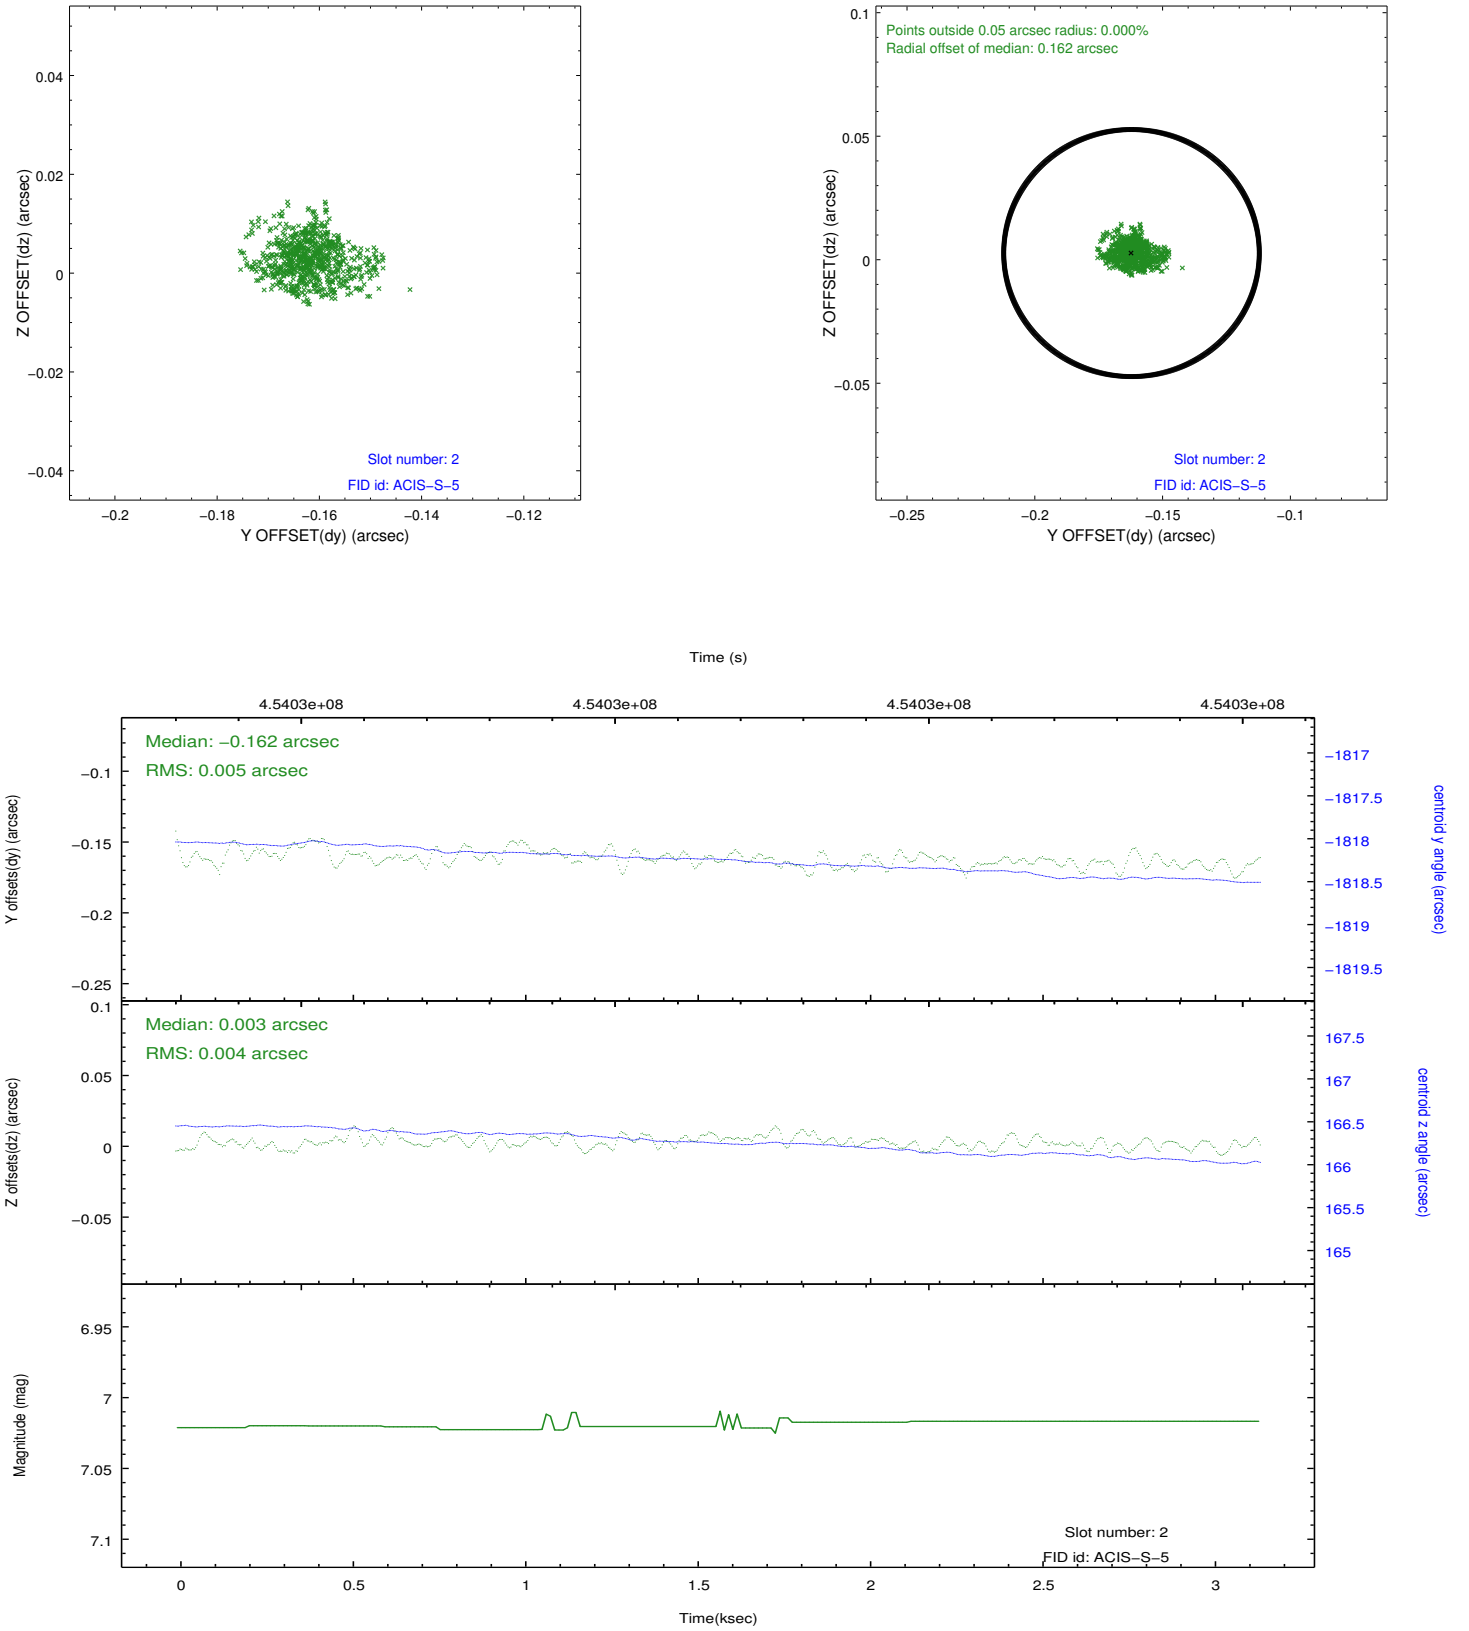 0.04
0.02
0
−0.02
−0.04
Z OFFSET(dz) (arcsec)
Slot number: 2
FID id: ACIS−S−5
−0.2
−0.18
−0.16
−0.14
−0.12
Y OFFSET(dy) (arcsec)
Points outside 0.05 arcsec radius: 0.000%
Radial offset of median: 0.162 arcsec
0.1
0.05
0
−0.05
Z OFFSET(dz) (arcsec)
Slot number: 2
FID id: ACIS−S−5
−0.25
−0.2
−0.15
−0.1
Y OFFSET(dy) (arcsec)
Time (s)
4.5403e+08
4.5403e+08
4.5403e+08
4.5403e+08
Median: −0.162 arcsec
RMS: 0.005 arcsec
−0.1
−0.15
−0.2
−0.25
Y offsets(dy) (arcsec)
−1817
−1817.5
−1818
−1818.5
−1819
−1819.5
centroid y angle (arcsec)
Median: 0.003 arcsec
RMS: 0.004 arcsec
0.1
0.05
0
−0.05
Z offsets(dz) (arcsec)
167.5
167
166.5
166
165.5
165
centroid z angle (arcsec)
6.95
7
7.05
7.1
Magnitude (mag)
Slot number: 2
FID id: ACIS−S−5
0
0.5
1
1.5
2
2.5
3
Time(ksec)